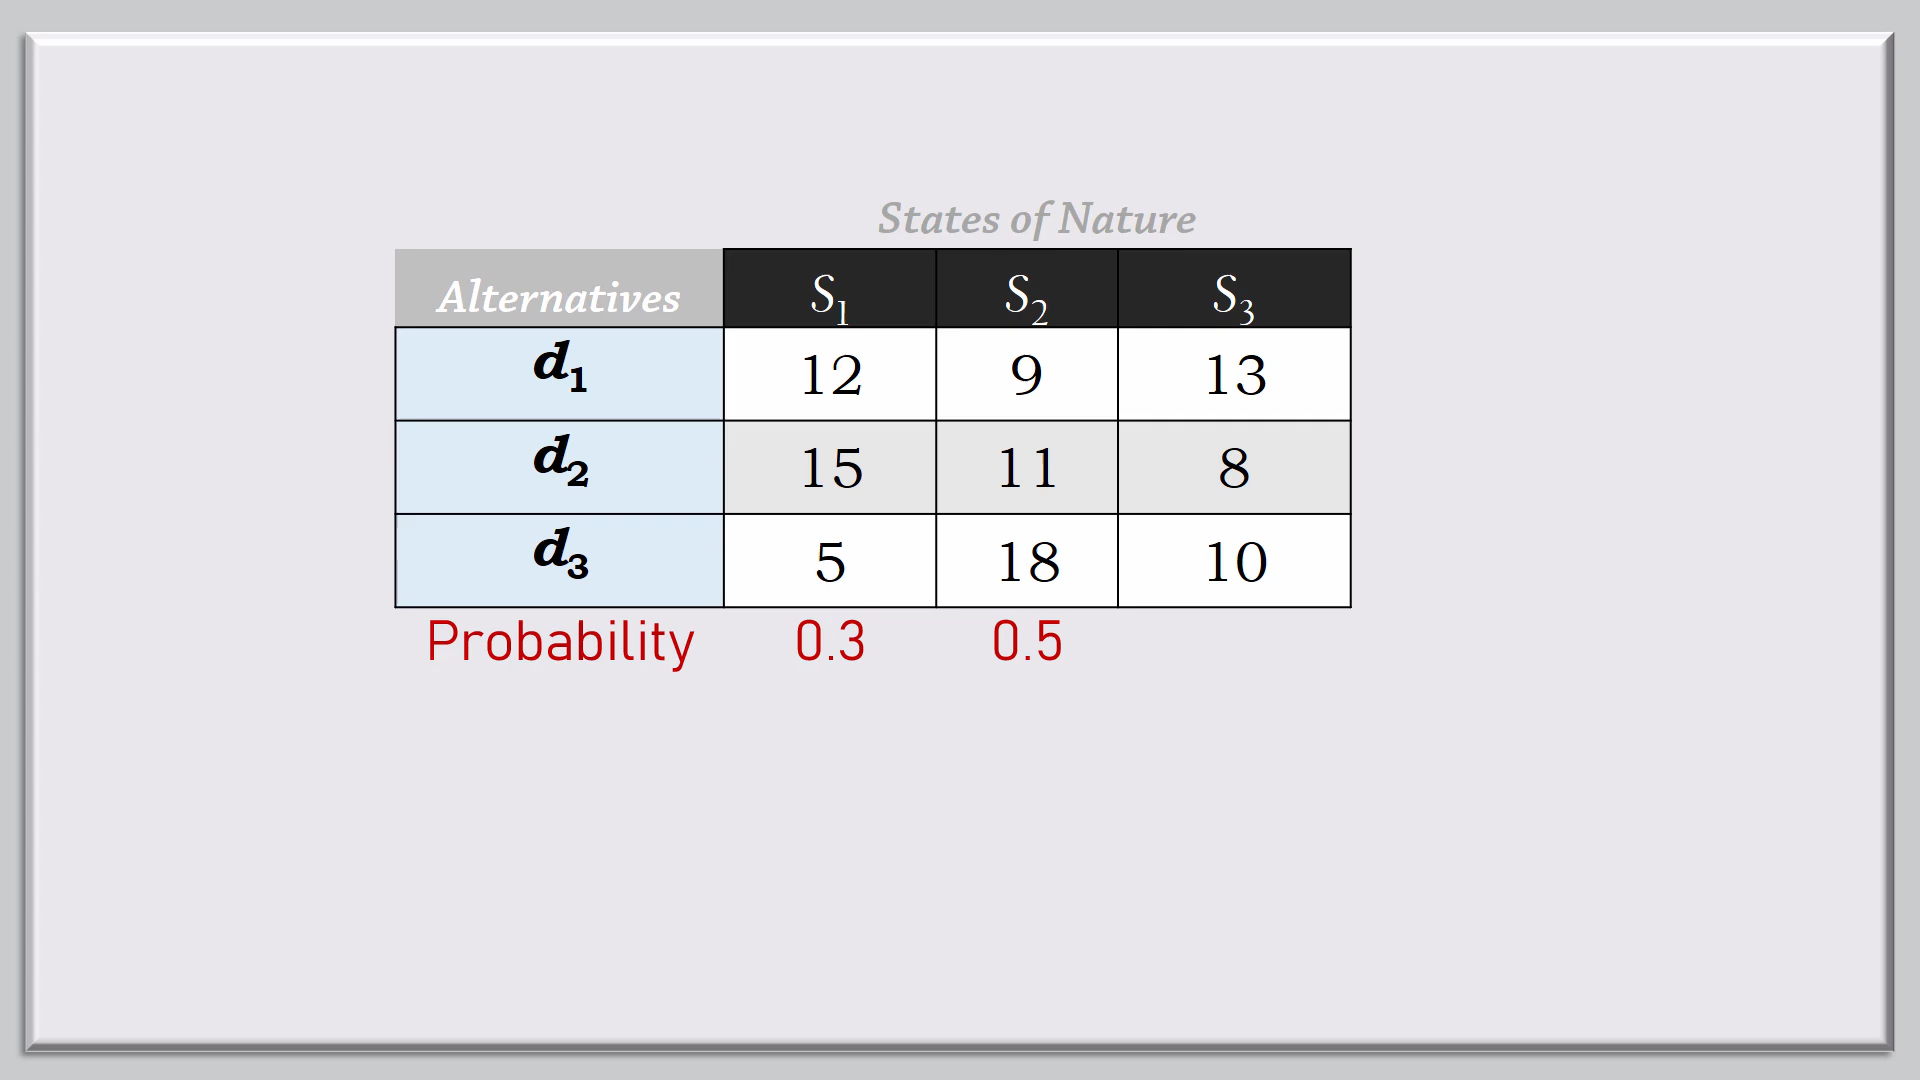 States of Nature
Alternatives S₁ S₂ S₃
d₁ 12 9 13
d₂ 15 11 8
d₃ 5 18 10
Probability 0.3 0.5